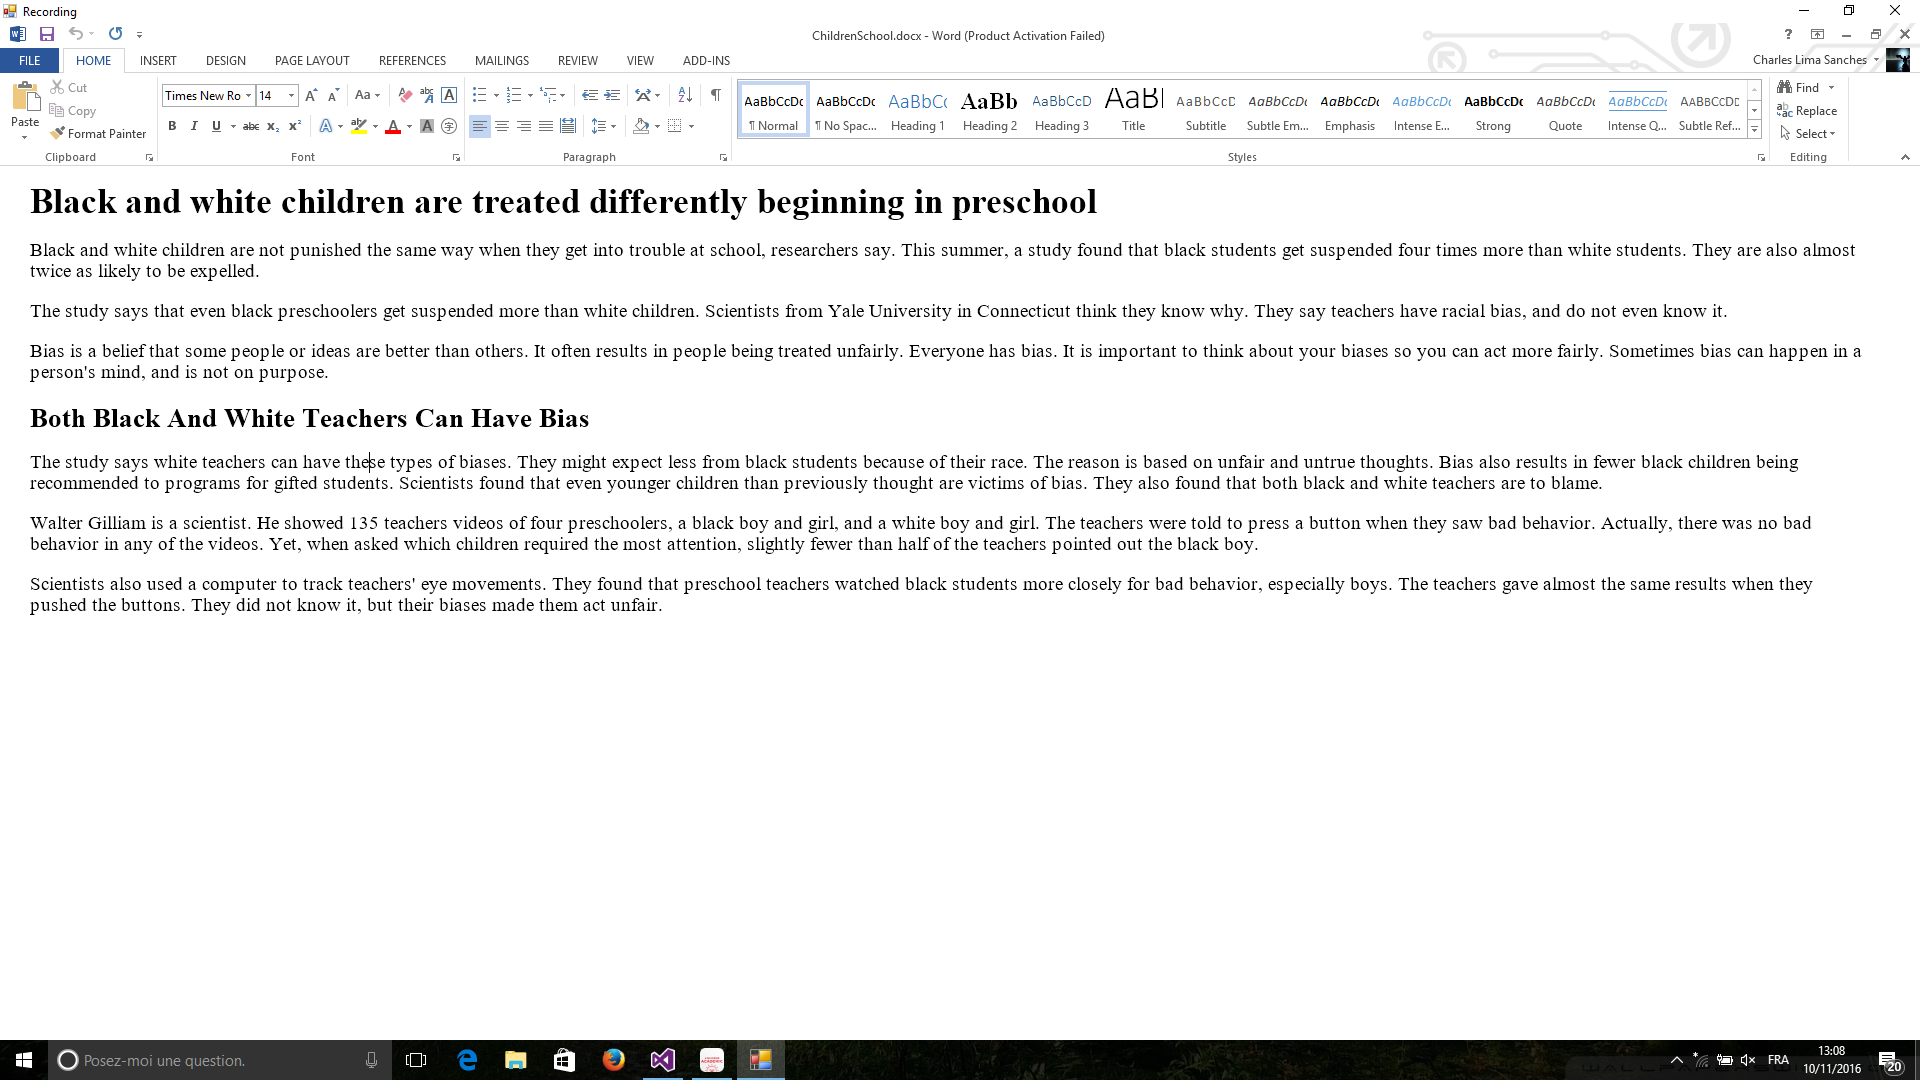 Recording
ChildrenSchool.docx - Word (Product Activation Failed)
FILE HOME INSERT DESIGN PAGE LAYOUT REFERENCES MAILINGS REVIEW VIEW ADD-INS Charles Lima Sanches
Cut
Copy
Paste
Format Painter
Clipboard
Times New Ro 14
Font
Paragraph
AaBbCcDc AaBbCcDc AaBbCc AaBb AaBbCcD AaBl AaBbCcD AaBbCcDc AaBbCcDc AaBbCcDc AaBbCcDc AaBbCcDc AaBbCcDc AABBCCDD
¶ Normal ¶ No Spac... Heading 1 Heading 2 Heading 3 Title Subtitle Subtle Em... Emphasis Intense E... Strong Quote Intense Q... Subtle Ref...
Styles
Find
Replace
Select
Editing
Black and white children are treated differently beginning in preschool
Black and white children are not punished the same way when they get into trouble at school, researchers say. This summer, a study found that black students get suspended four times more than white students. They are also almost
twice as likely to be expelled.
The study says that even black preschoolers get suspended more than white children. Scientists from Yale University in Connecticut think they know why. They say teachers have racial bias, and do not even know it.
Bias is a belief that some people or ideas are better than others. It often results in people being treated unfairly. Everyone has bias. It is important to think about your biases so you can act more fairly. Sometimes bias can happen in a
person's mind, and is not on purpose.
Both Black And White Teachers Can Have Bias
The study says white teachers can have these types of biases. They might expect less from black students because of their race. The reason is based on unfair and untrue thoughts. Bias also results in fewer black children being
recommended to programs for gifted students. Scientists found that even younger children than previously thought are victims of bias. They also found that both black and white teachers are to blame.
Walter Gilliam is a scientist. He showed 135 teachers videos of four preschoolers, a black boy and girl, and a white boy and girl. The teachers were told to press a button when they saw bad behavior. Actually, there was no bad
behavior in any of the videos. Yet, when asked which children required the most attention, slightly fewer than half of the teachers pointed out the black boy.
Scientists also used a computer to track teachers' eye movements. They found that preschool teachers watched black students more closely for bad behavior, especially boys. The teachers gave almost the same results when they
pushed the buttons. They did not know it, but their biases made them act unfair.
Posez-moi une question.
FRA
13:08
10/11/2016
20